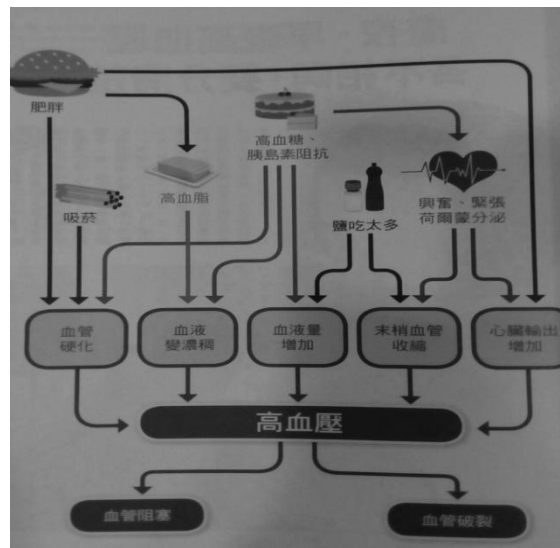 肥胖
高血糖、
胰島素阻抗
高血脂
吸菸
鹽吃太多
興奮、緊張
荷爾蒙分泌
血管
硬化
血液
變濃稠
血液量
增加
末梢血管
收縮
心臟輸出
增加
高血壓
血管阻塞
血管破裂